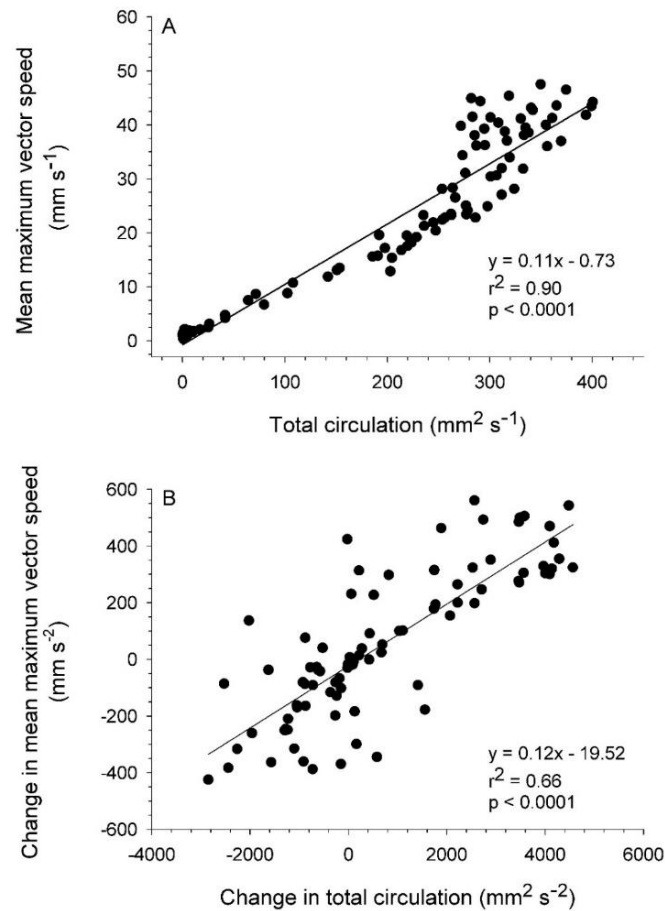 A
60
50
40
30
20
10
0
Mean maximum vector speed
(mm s-1)
y = 0.11x - 0.73
r2 = 0.90
p < 0.0001
0 100 200 300 400
Total circulation (mm2 s-1)
B
600
400
200
0
-200
-400
-600
Change in mean maximum vector speed
(mm s-2)
y = 0.12x - 19.52
r2 = 0.66
p < 0.0001
-4000 -2000 0 2000 4000 6000
Change in total circulation (mm2 s-2)